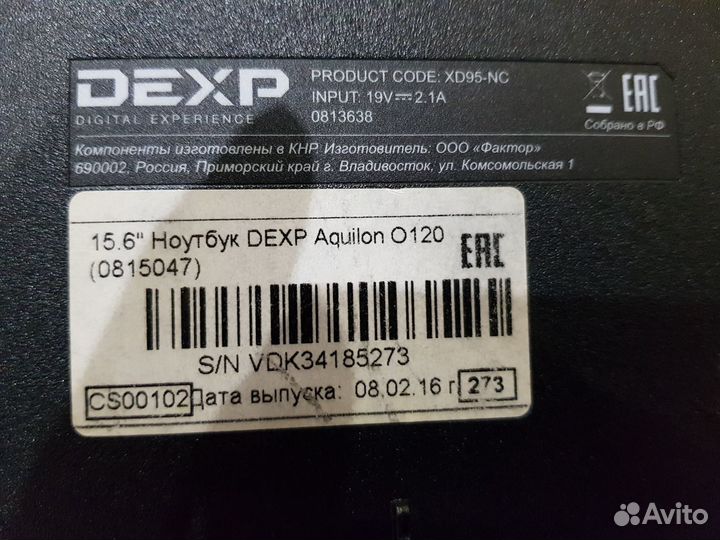 DEXP
DIGITAL EXPERIENCE
PRODUCT CODE: XD95-NC
INPUT: 19V⎓2.1A
0813638
EAC
Собрано в РФ
Компоненты изготовлены в КНР. Изготовитель: ООО «Фактор»
690002, Россия, Приморский край г. Владивосток, ул. Комсомольская 1
15.6" Ноутбук DEXP Aquilon O120
(0815047)
EAC
S/N VDK34185273
CS00102 Дата выпуска: 08.02.16 г 273
Avito